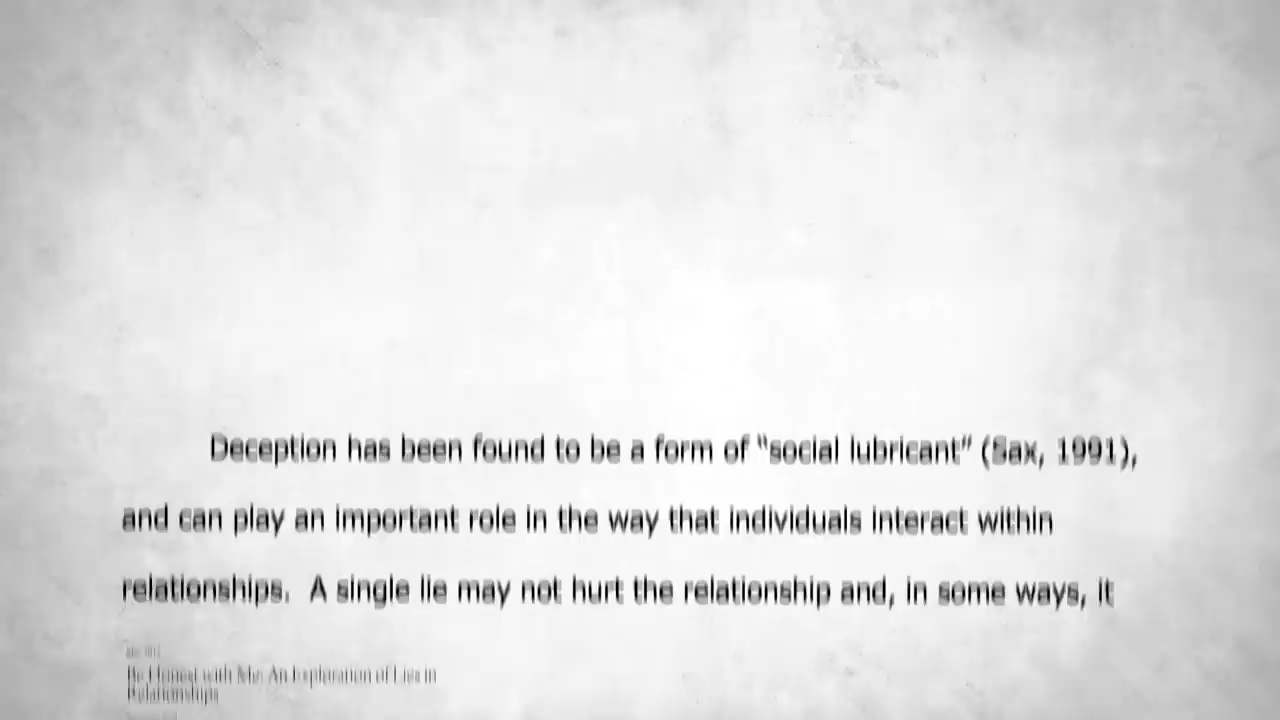 Deception has been found to be a form of “social lubricant” (Sax, 1991),
and can play an important role in the way that individuals interact within
relationships.  A single lie may not hurt the relationship and, in some ways, it
Be Honest with Me: An Exploration of Lies in
Relationships